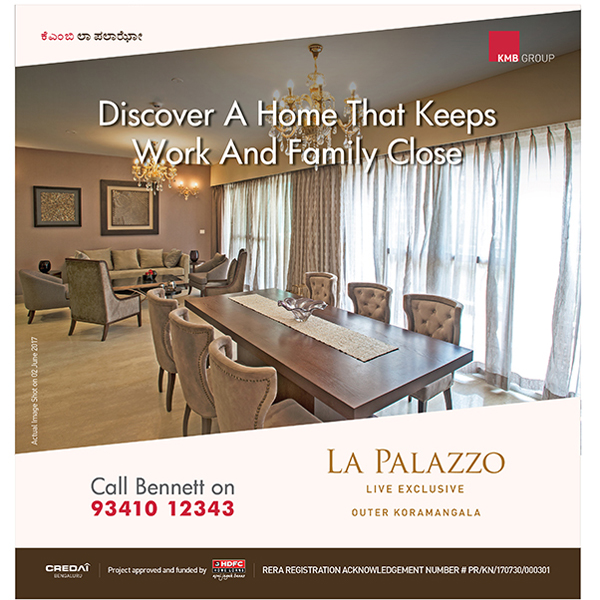 ಕೆಎಂಬಿ ಲಾ ಪಲಾಝೋ
KMB GROUP
Discover A Home That Keeps
Work And Family Close
Actual Image Shot on 02 June 2017
LA PALAZZO
LIVE EXCLUSIVE
OUTER KORAMANGALA
Call Bennett on
93410 12343
CREDAI
BENGALURU
Project approved and funded by
HDFC
HOME LOANS
RERA REGISTRATION ACKNOWLEDGEMENT NUMBER # PR/KN/170730/000301